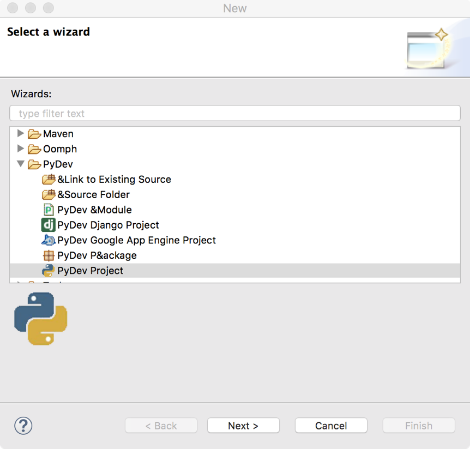 New
Select a wizard
Wizards:
type filter text
Maven
Oomph
PyDev
&Link to Existing Source
&Source Folder
PyDev &Module
dj PyDev Django Project
PyDev Google App Engine Project
PyDev P&ackage
PyDev Project
? < Back Next > Cancel Finish